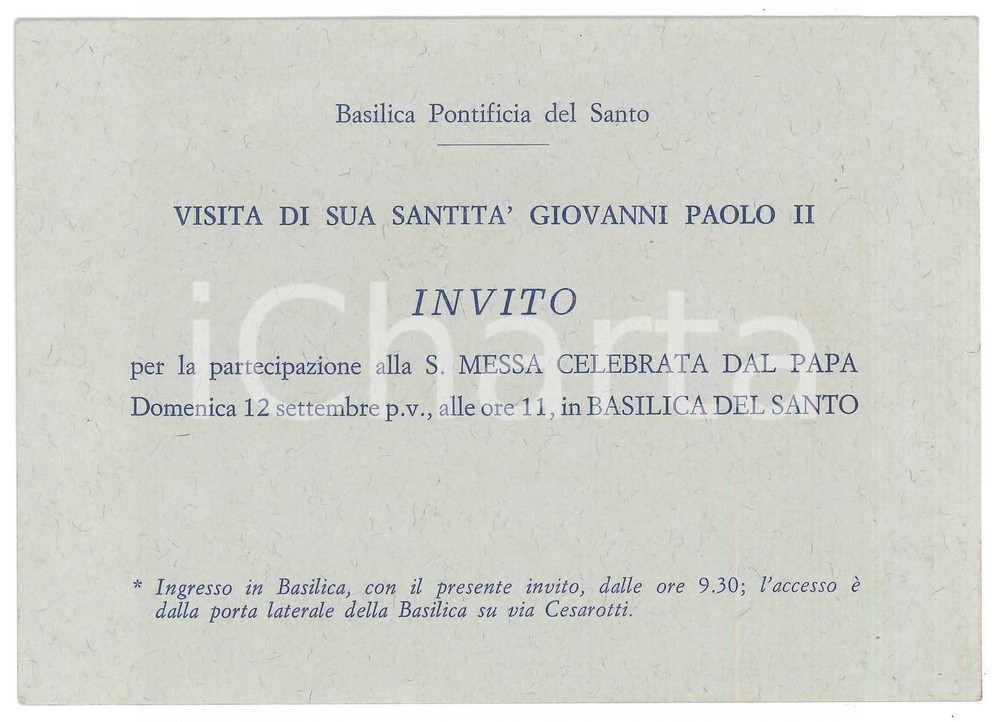 Basilica Pontificia del Santo
VISITA DI SUA SANTITA' GIOVANNI PAOLO II
INVITO
per la partecipazione alla S. MESSA CELEBRATA DAL PAPA
Domenica 12 settembre p.v., alle ore 11, in BASILICA DEL SANTO
* Ingresso in Basilica, con il presente invito, dalle ore 9.30; l'accesso è
dalla porta laterale della Basilica su via Cesarotti.
iCharta